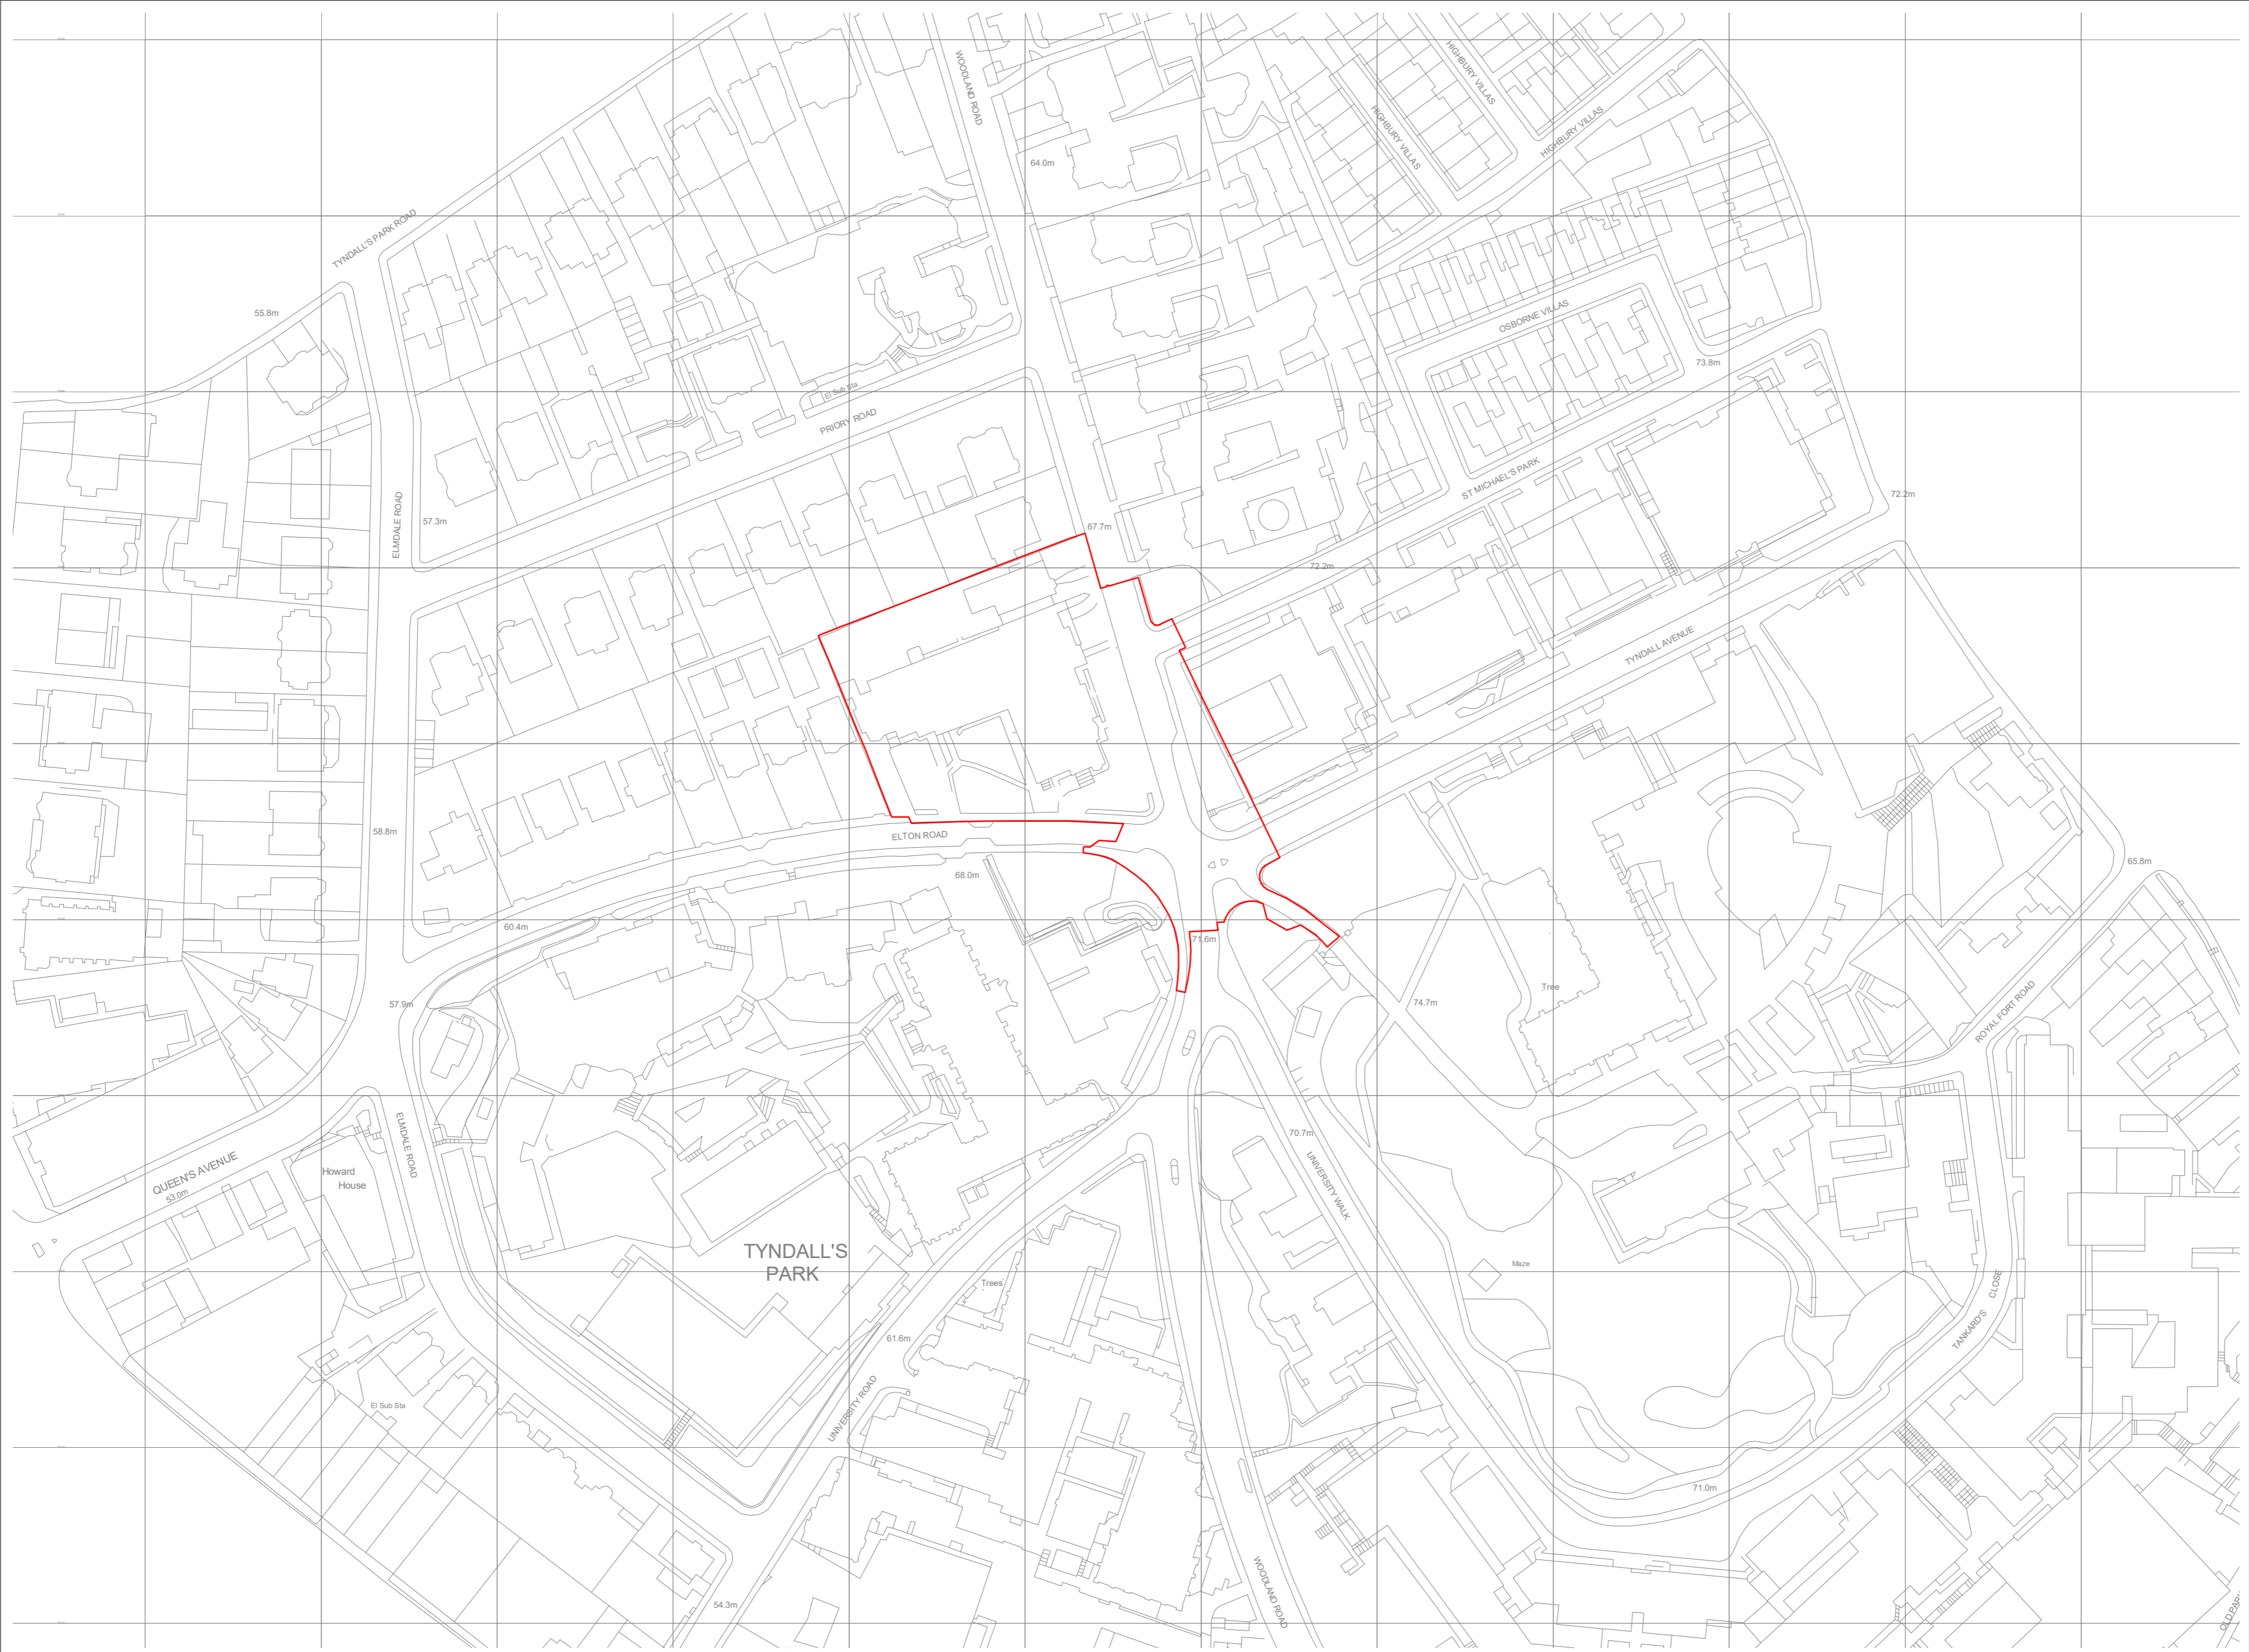 WOODLAND ROAD
HIGHBURY VILLAS
HIGHBURY VILLAS
HIGHBURY VILLAS
64.0m
TYNDALL'S PARK ROAD
55.8m
OSBORNE VILLAS
73.8m
El Sub Sta
PRIORY ROAD
ST MICHAEL'S PARK
72.2m
ELMDALE ROAD
57.3m
67.7m
72.2m
TYNDALL AVENUE
58.8m
ELTON ROAD
68.0m
65.8m
60.4m
71.6m
57.9m
74.7m
Tree
ROYAL FORT ROAD
70.7m
UNIVERSITY WALK
ELMDALE ROAD
QUEEN'S AVENUE
53.0m
Howard
House
TYNDALL'S
PARK
Trees
Maze
TANKARD'S
CLOSE
61.6m
El Sub Sta
UNIVERSITY ROAD
71.0m
54.3m
WOODLAND ROAD